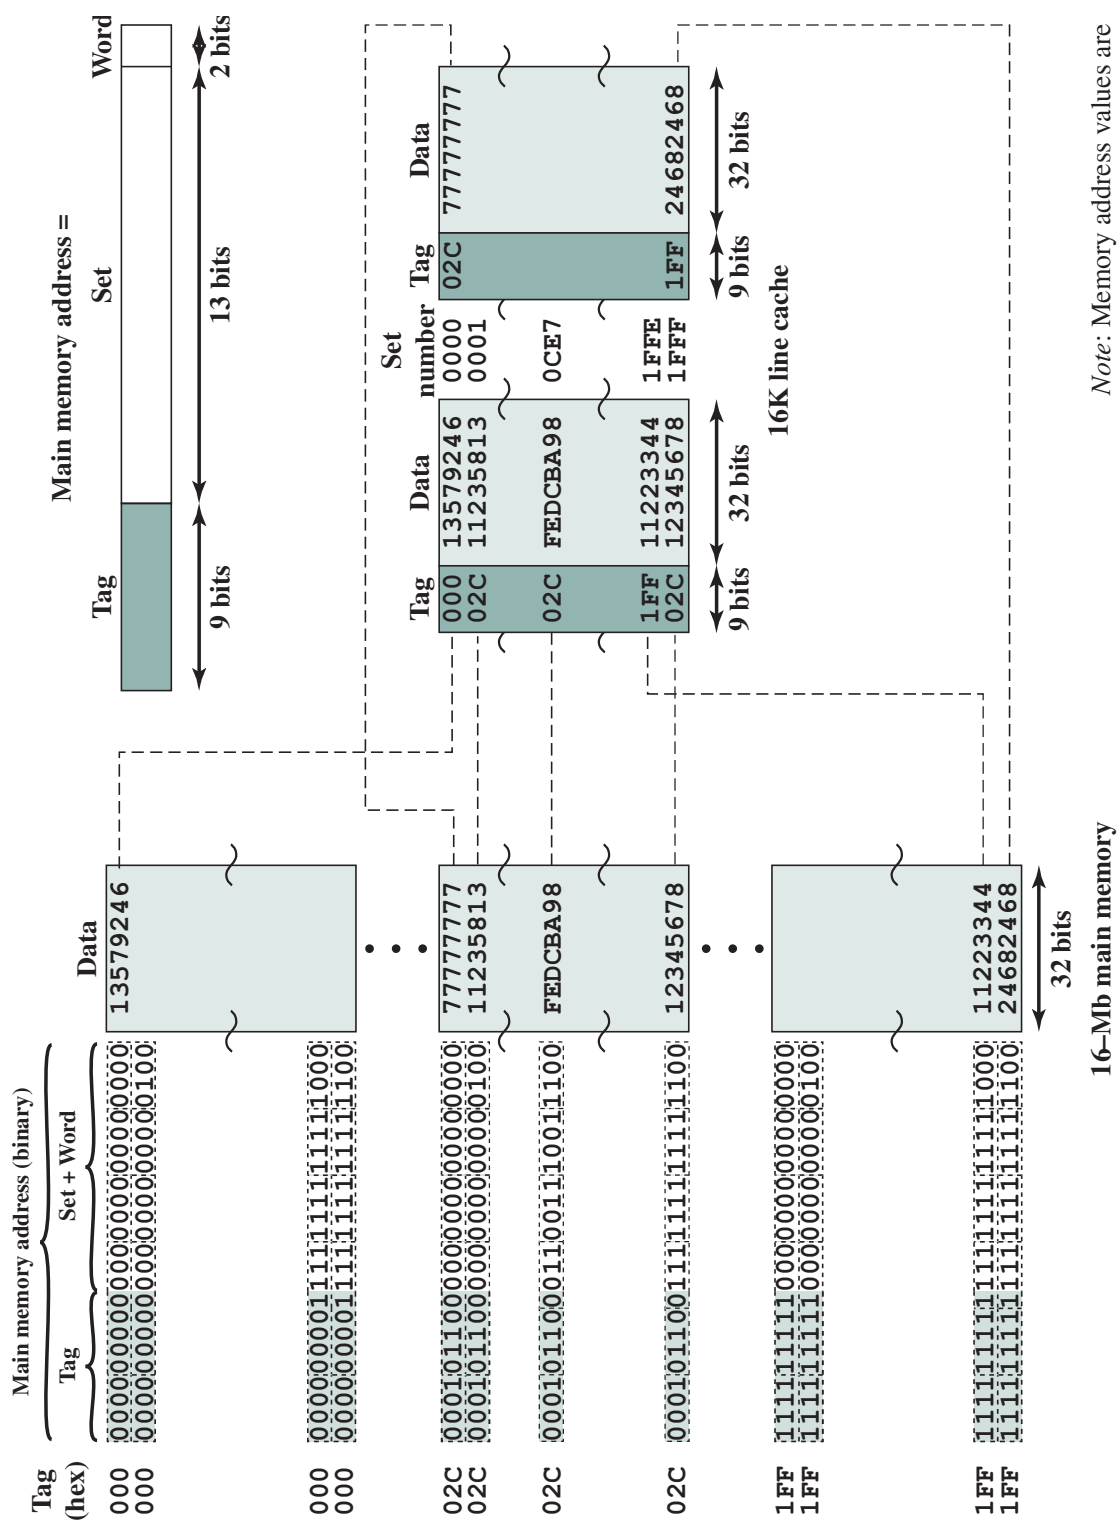 Main memory address (binary)
Tag
(hex)
Tag
Set + Word
Data
000
000000000000000000000000
13579246
000
000000000000000000000100
000
000000001111111111111000
000
000000001111111111111100
02C
000101100000000000000000
77777777
02C
000101100000000000000100
11235813
02C
000101100011001110011100
FEDCBA98
02C
000101100111111111111100
12345678
1FF
111111111000000000000000
1FF
111111111000000000000100
1FF
111111111111111111111000
11223344
1FF
111111111111111111111100
24682468
32 bits
16–Mb main memory
Main memory address =
Tag
Set
Word
9 bits
13 bits
2 bits
Tag
Data
Set
number
Tag
Data
000
13579246
0000
02C
77777777
02C
11235813
0001
02C
FEDCBA98
0CE7
1FF
11223344
1FFE
02C
12345678
1FFF
1FF
24682468
9 bits
32 bits
9 bits
32 bits
16K line cache
Note: Memory address values are